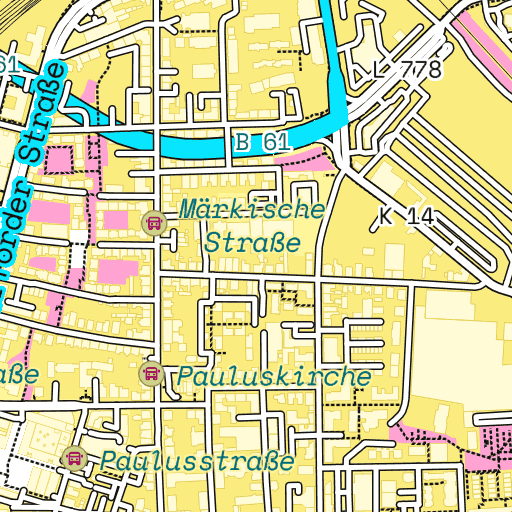 61
L 778
B 61
order Straße
Märkische
Straße
K 14
Pauluskirche
aße
Paulusstraße